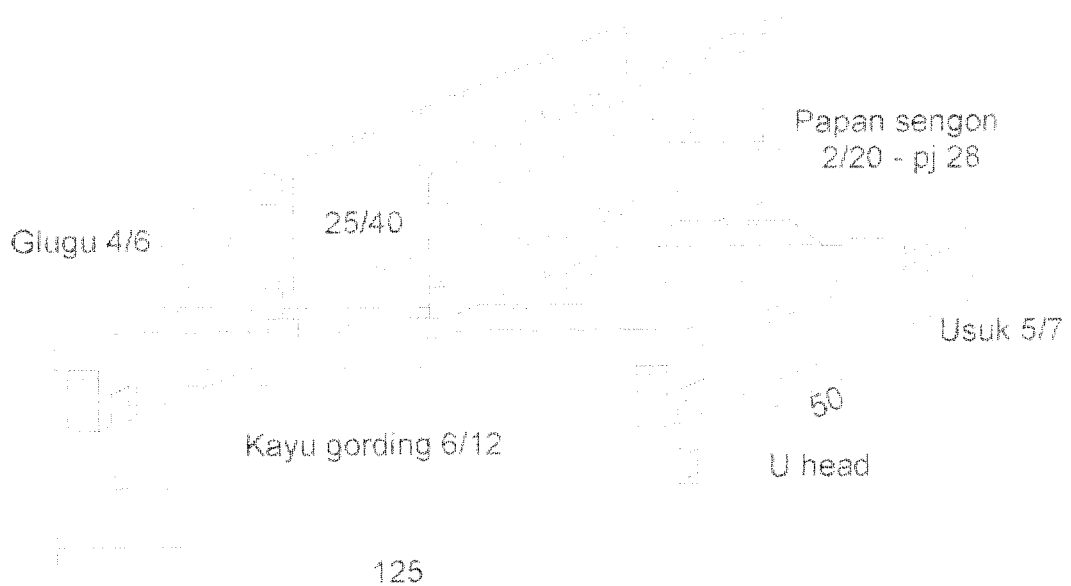 Papan sengon
2/20 - pj 28
25/40
Glugu 4/6
Usuk 5/7
50
Kayu gording 6/12
U head
125